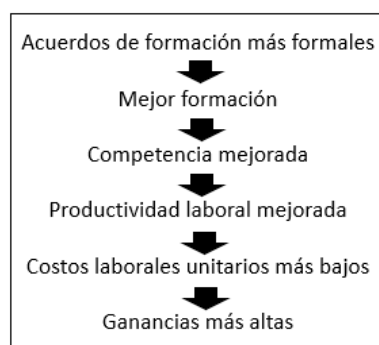 Acuerdos de formación más formales
Mejor formación
Competencia mejorada
Productividad laboral mejorada
Costos laborales unitarios más bajos
Ganancias más altas